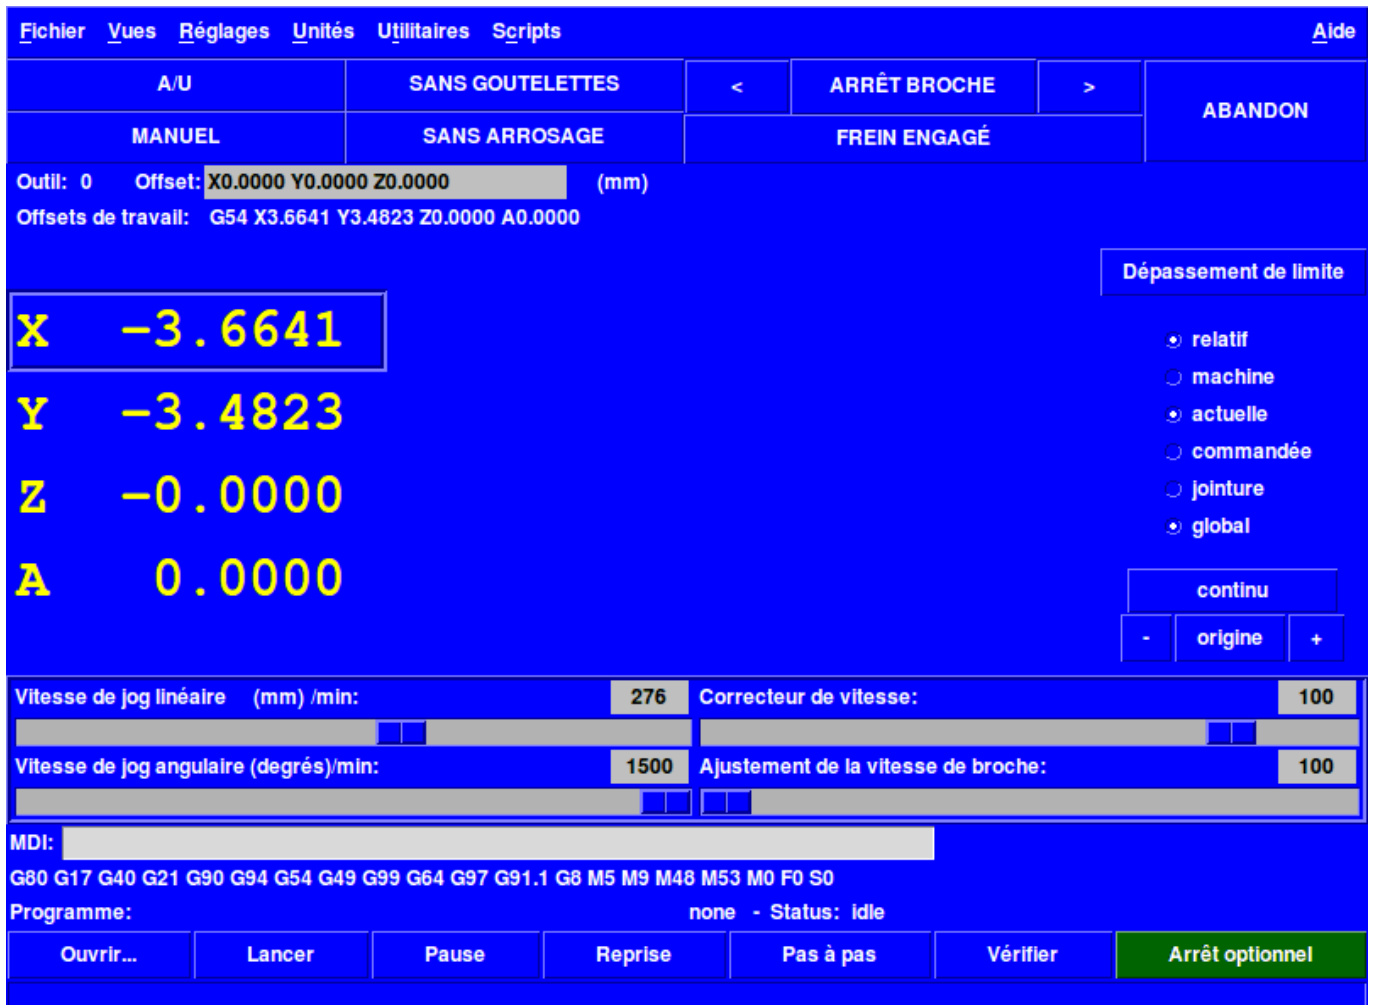 Fichier Vues Réglages Unités Utilitaires Scripts Aide
A/U SANS GOUTELETTES < ARRÊT BROCHE > ABANDON
MANUEL SANS ARROSAGE FREIN ENGAGÉ
Outil: 0 Offset: X0.0000 Y0.0000 Z0.0000 (mm)
Offsets de travail: G54 X3.6641 Y3.4823 Z0.0000 A0.0000
Dépassement de limite
X -3.6641
relatif
machine
Y -3.4823
actuelle
commandée
Z -0.0000
jointure
global
A 0.0000
continu
- origine +
Vitesse de jog linéaire (mm) /min: 276 Correcteur de vitesse: 100
Vitesse de jog angulaire (degrés)/min: 1500 Ajustement de la vitesse de broche: 100
MDI:
G80 G17 G40 G21 G90 G94 G54 G49 G99 G64 G97 G91.1 G8 M5 M9 M48 M53 M0 F0 S0
Programme: none - Status: idle
Ouvrir... Lancer Pause Reprise Pas à pas Vérifier Arrêt optionnel